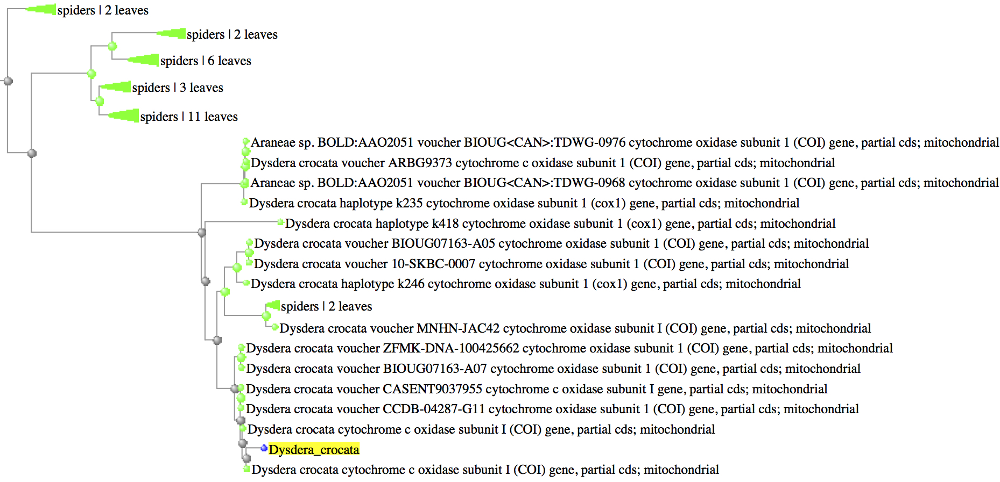 spiders | 2 leaves
spiders | 2 leaves
spiders | 6 leaves
spiders | 3 leaves
spiders | 11 leaves
Araneae sp. BOLD:AAO2051 voucher BIOUG<CAN>:TDWG-0976 cytochrome oxidase subunit 1 (COI) gene, partial cds; mitochondrial
Dysdera crocata voucher ARBG9373 cytochrome c oxidase subunit 1 (COI) gene, partial cds; mitochondrial
Araneae sp. BOLD:AAO2051 voucher BIOUG<CAN>:TDWG-0968 cytochrome oxidase subunit 1 (COI) gene, partial cds; mitochondrial
Dysdera crocata haplotype k235 cytochrome oxidase subunit 1 (cox1) gene, partial cds; mitochondrial
Dysdera crocata haplotype k418 cytochrome oxidase subunit 1 (cox1) gene, partial cds; mitochondrial
Dysdera crocata voucher BIOUG07163-A05 cytochrome oxidase subunit 1 (COI) gene, partial cds; mitochondrial
Dysdera crocata voucher 10-SKBC-0007 cytochrome oxidase subunit 1 (COI) gene, partial cds; mitochondrial
Dysdera crocata haplotype k246 cytochrome oxidase subunit 1 (cox1) gene, partial cds; mitochondrial
spiders | 2 leaves
Dysdera crocata voucher MNHN-JAC42 cytochrome oxidase subunit I (COI) gene, partial cds; mitochondrial
Dysdera crocata voucher ZFMK-DNA-100425662 cytochrome oxidase subunit 1 (COI) gene, partial cds; mitochondrial
Dysdera crocata voucher BIOUG07163-A07 cytochrome oxidase subunit 1 (COI) gene, partial cds; mitochondrial
Dysdera crocata voucher CASENT9037955 cytochrome c oxidase subunit I gene, partial cds; mitochondrial
Dysdera crocata voucher CCDB-04287-G11 cytochrome oxidase subunit 1 (COI) gene, partial cds; mitochondrial
Dysdera crocata cytochrome c oxidase subunit I (COI) gene, partial cds; mitochondrial
Dysdera_crocata
Dysdera crocata cytochrome c oxidase subunit I (COI) gene, partial cds; mitochondrial